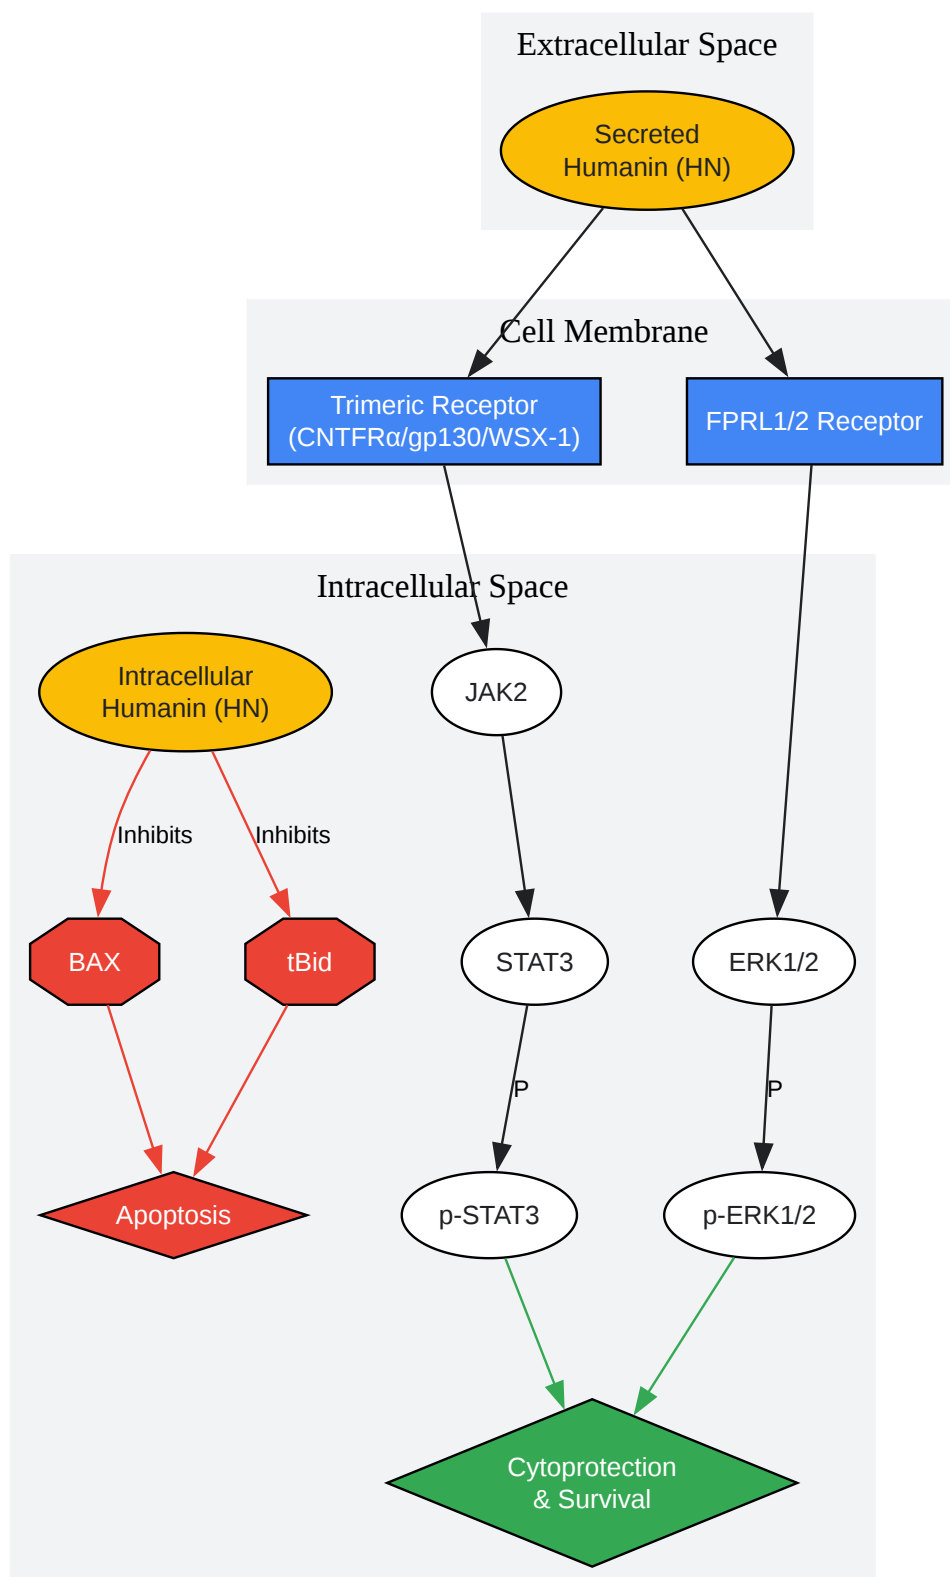 Extracellular Space
Secreted
Humanin (HN)
Cell Membrane
Trimeric Receptor
(CNTFRα/gp130/WSX-1)
FPRL1/2 Receptor
Intracellular Space
Intracellular
Humanin (HN)
JAK2
Inhibits
Inhibits
BAX
tBid
STAT3
ERK1/2
P
P
Apoptosis
p-STAT3
p-ERK1/2
Cytoprotection
& Survival